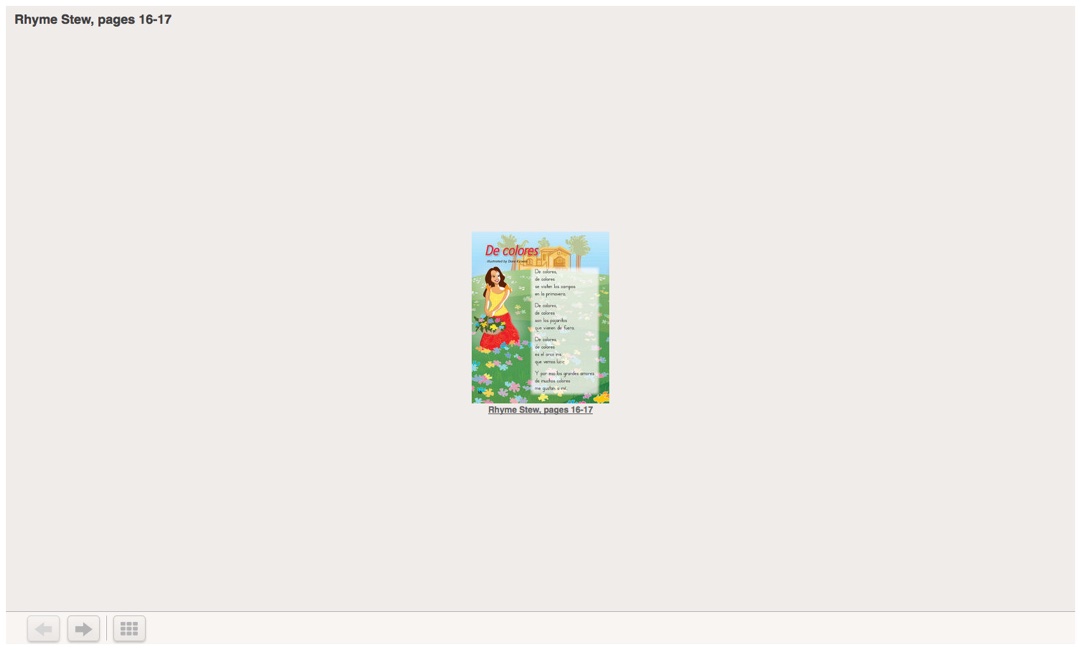 Rhyme Stew, pages 16-17
De colores
Illustrated by
De colores,
de colores
se visten los campos
en la primavera.
De colores,
de colores
son los pajaritos
que vienen de fuera.
De colores,
de colores
es el arco iris
que vemos lucir.
Y por eso los grandes amores
de muchos colores
me gustan a mí.
Rhyme Stew, pages 16-17